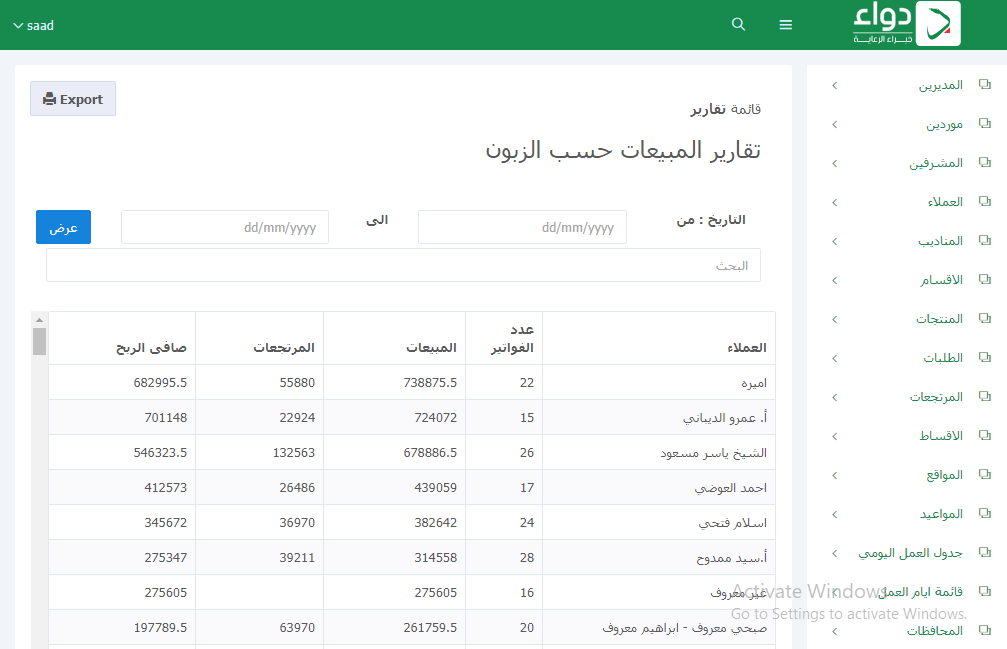 دواء
خبراء الرعاية
saad
المديرين
موردين
المشرفين
العملاء
المناديب
الاقسام
المنتجات
الطلبات
المرتجعات
الاقساط
المواقع
المواعيد
جدول العمل اليومي
قائمة ايام العمل
المحافظات
Export
قائمة تقارير
تقارير المبيعات حسب الزبون
التاريخ : من dd/mm/yyyy الى dd/mm/yyyy عرض
البحث
العملاء عدد الفواتير المبيعات المرتجعات صافى الربح
اميره 22 738875.5 55880 682995.5
أ. عمرو الديباني 15 724072 22924 701148
الشيخ ياسر مسعود 26 678886.5 132563 546323.5
احمد العوضي 17 439059 26486 412573
اسلام فتحي 24 382642 36970 345672
أ.سيد ممدوح 28 314558 39211 275347
غير معروف 16 275605 275605
صبحي معروف - ابراهيم معروف 20 261759.5 63970 197789.5
Activate Windows
Go to Settings to activate Windows.